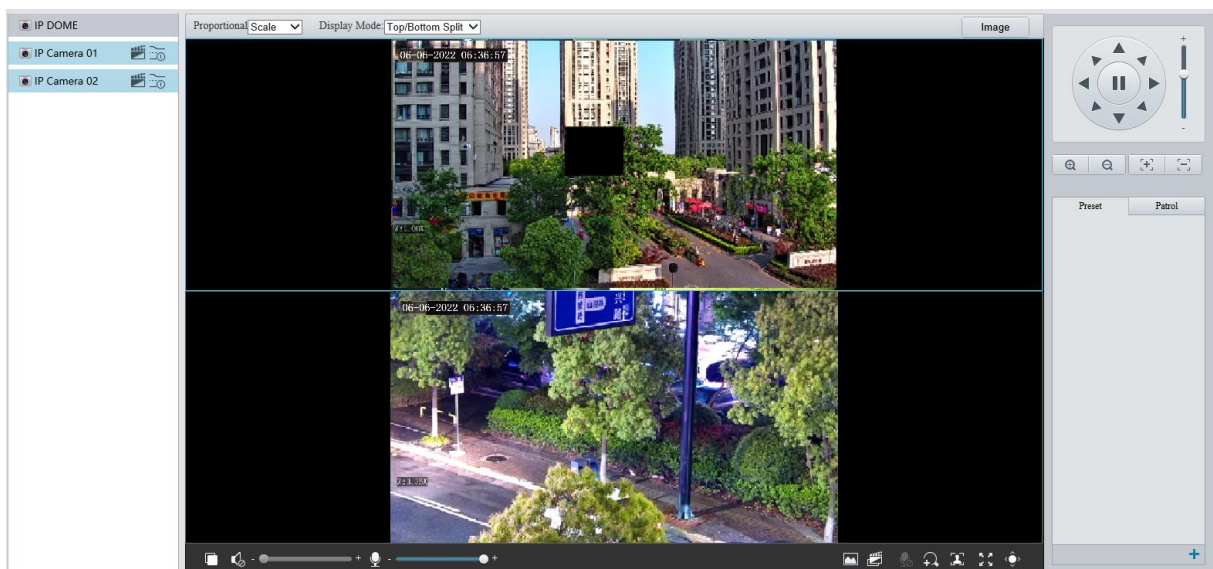 IP DOME
IP Camera 01
IP Camera 02
Proportional Scale Display Mode: Top/Bottom Split Image
06-06-2022 06:36:57
06-06-2022 06:36:57
- + - +
+
-
Preset Patrol
+